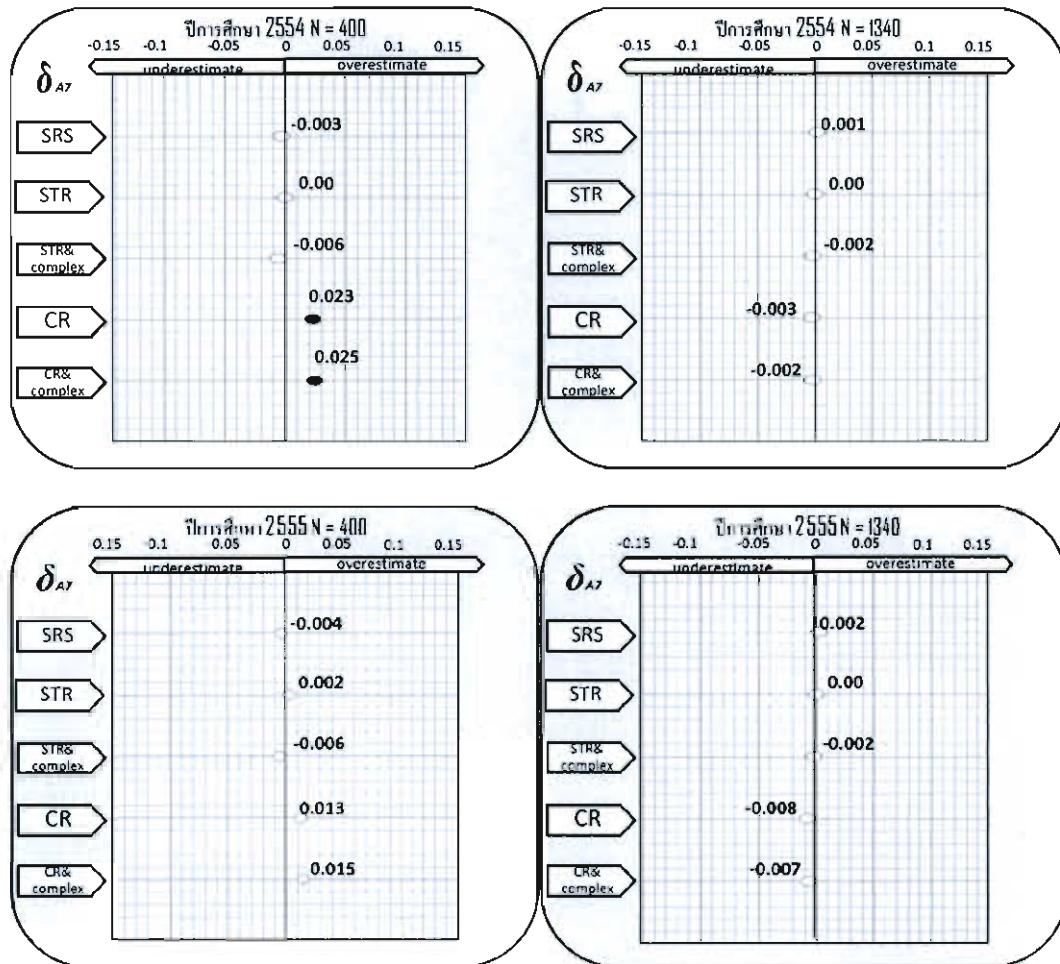 ปีการศึกษา 2554 N = 400
-0.15 -0.1 -0.05 0 0.05 0.1 0.15
underestimate overestimate
δA7
SRS -0.003
STR 0.00
STR& complex -0.006
CR 0.023
CR& complex 0.025
ปีการศึกษา 2554 N = 1340
-0.15 -0.1 -0.05 0 0.05 0.1 0.15
underestimate overestimate
δA7
SRS 0.001
STR 0.00
STR& complex -0.002
CR -0.003
CR& complex -0.002
ปีการศึกษา 2555 N = 400
-0.15 -0.1 -0.05 0 0.05 0.1 0.15
underestimate overestimate
δA7
SRS -0.004
STR 0.002
STR& complex -0.006
CR 0.013
CR& complex 0.015
ปีการศึกษา 2555 N = 1340
-0.15 -0.1 -0.05 0 0.05 0.1 0.15
underestimate overestimate
δA7
SRS 0.002
STR 0.00
STR& complex -0.002
CR -0.008
CR& complex -0.007